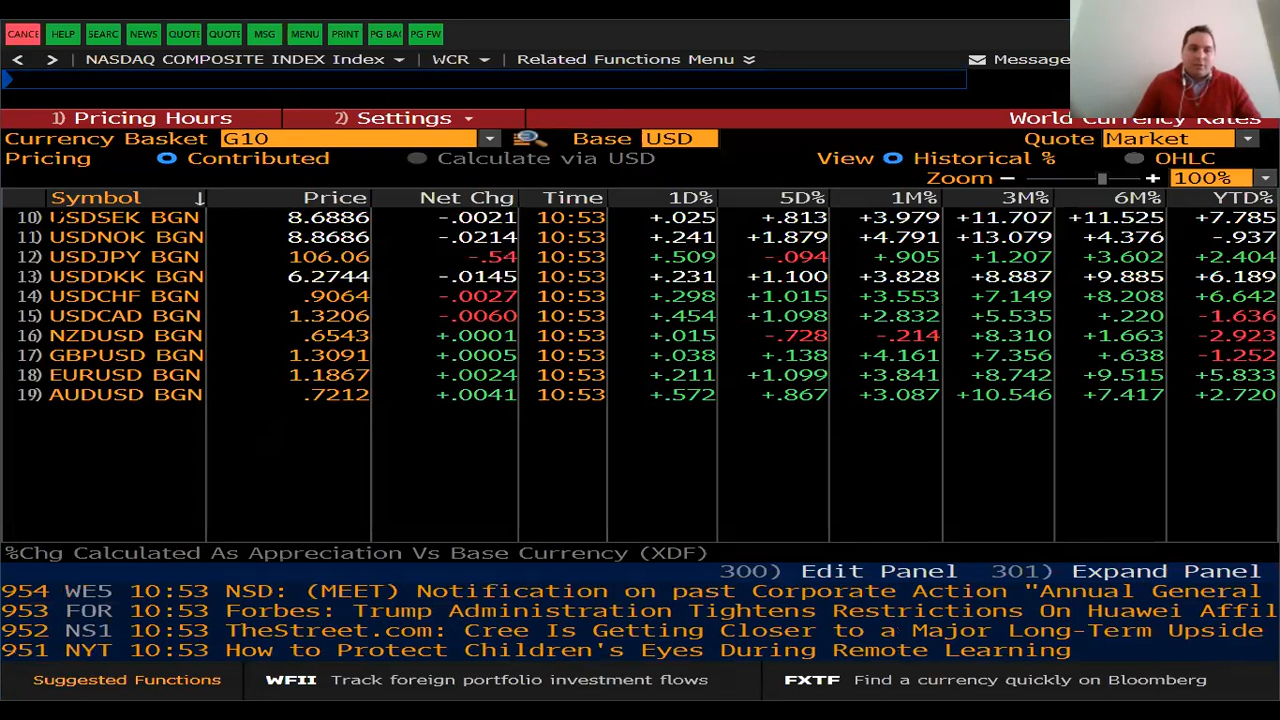 CANCE HELP SEARC NEWS QUOTE QUOTE MSG MENU PRINT PG BAC PG FW
< > NASDAQ COMPOSITE INDEX Index WCR Related Functions Menu Message
1) Pricing Hours 2) Settings World Currency Rates
Currency Basket G10 Base USD Quote Market
Pricing Contributed Calculate via USD View Historical % OHLC
Zoom − + 100%
Symbol ↓ Price Net Chg Time 1D% 5D% 1M% 3M% 6M% YTD%
10) USDSEK BGN 8.6886 -.0021 10:53 +.025 +.813 +3.979 +11.707 +11.525 +7.785
11) USDNOK BGN 8.8686 -.0214 10:53 +.241 +1.879 +4.791 +13.079 +4.376 -.937
12) USDJPY BGN 106.06 -.54 10:53 +.509 -.094 +.905 +1.207 +3.602 +2.404
13) USDDKK BGN 6.2744 -.0145 10:53 +.231 +1.100 +3.828 +8.887 +9.885 +6.189
14) USDCHF BGN .9064 -.0027 10:53 +.298 +1.015 +3.553 +7.149 +8.208 +6.642
15) USDCAD BGN 1.3206 -.0060 10:53 +.454 +1.098 +2.832 +5.535 +.220 -1.636
16) NZDUSD BGN .6543 +.0001 10:53 +.015 -.728 -.214 +8.310 +1.663 -2.923
17) GBPUSD BGN 1.3091 +.0005 10:53 +.038 +.138 +4.161 +7.356 +.638 -1.252
18) EURUSD BGN 1.1867 +.0024 10:53 +.211 +1.099 +3.841 +8.742 +9.515 +5.833
19) AUDUSD BGN .7212 +.0041 10:53 +.572 +.867 +3.087 +10.546 +7.417 +2.720
%Chg Calculated As Appreciation Vs Base Currency (XDF)
300) Edit Panel 301) Expand Panel
954 WE5 10:53 NSD: (MEET) Notification on past Corporate Action "Annual General
953 FOR 10:53 Forbes: Trump Administration Tightens Restrictions On Huawei Affil
952 NS1 10:53 TheStreet.com: Cree Is Getting Closer to a Major Long-Term Upside
951 NYT 10:53 How to Protect Children's Eyes During Remote Learning
Suggested Functions WFII Track foreign portfolio investment flows FXTF Find a currency quickly on Bloomberg